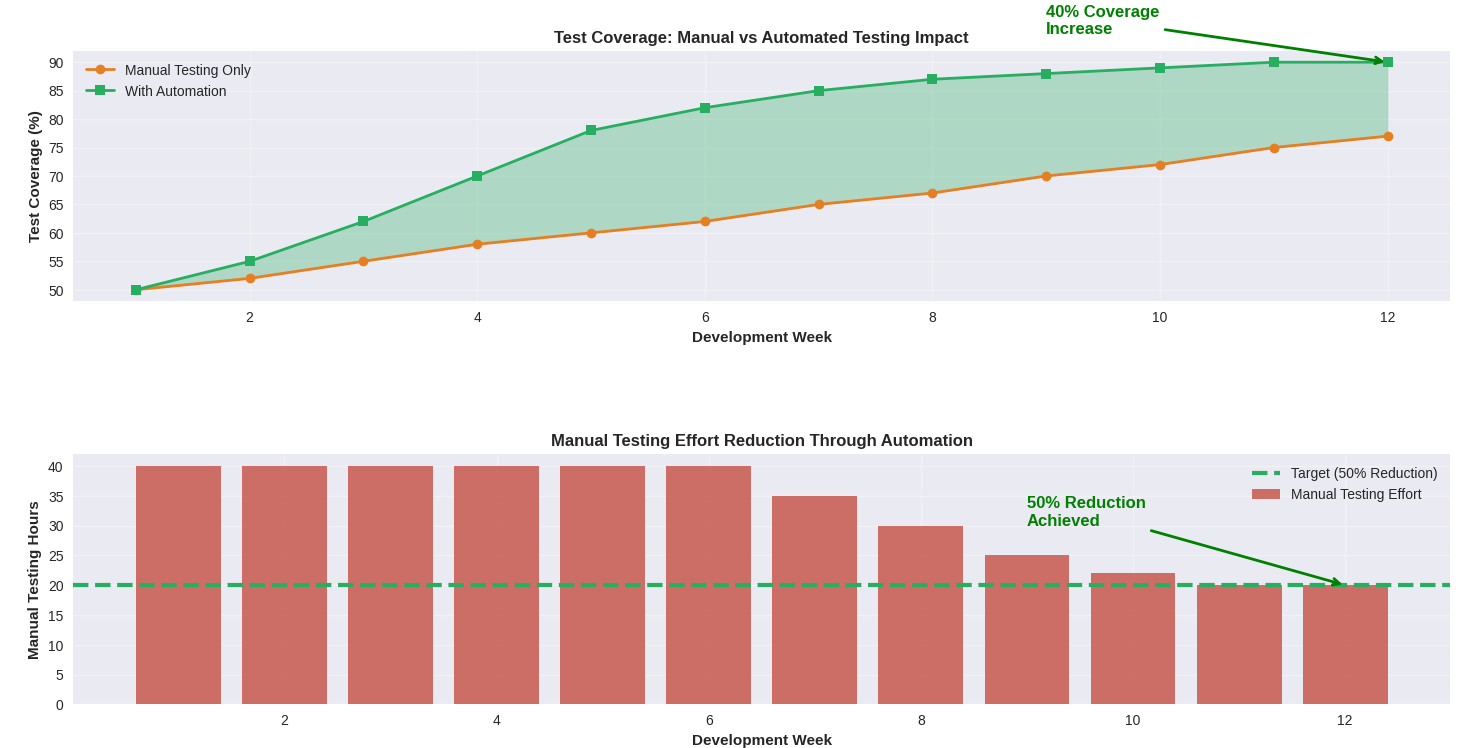 40% Coverage
Increase
Test Coverage: Manual vs Automated Testing Impact
Manual Testing Only
With Automation
Test Coverage (%)
90
85
80
75
70
65
60
55
50
2 4 6 8 10 12
Development Week
Manual Testing Effort Reduction Through Automation
Target (50% Reduction)
Manual Testing Effort
50% Reduction
Achieved
Manual Testing Hours
40
35
30
25
20
15
10
5
0
2 4 6 8 10 12
Development Week